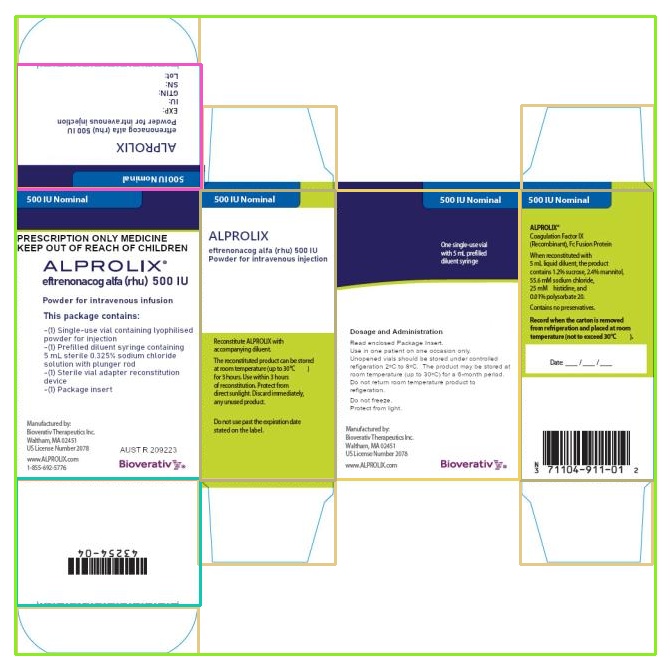 Lot:
SN:
GTIN:
IU:
EXP:
Powder for intravenous injection
eftrenonacog alfa (rhu) 500 IU
ALPROLIX
500 IU Nominal
500 IU Nominal
PRESCRIPTION ONLY MEDICINE
KEEP OUT OF REACH OF CHILDREN
ALPROLIX®
eftrenonacog alfa (rhu) 500 IU
Powder for intravenous infusion
This package contains:
-(1) Single-use vial containing lyophilised
powder for injection
-(1) Prefilled diluent syringe containing
5 mL sterile 0.325% sodium chloride
solution with plunger rod
-(1) Sterile vial adapter reconstitution
device
-(1) Package insert
Manufactured by:
Bioverativ Therapeutics Inc.
Waltham, MA 02451
US License Number 2078
www.ALPROLIX.com
1-855-692-5776
AUST R 209223
Bioverativ
43254-04
500 IU Nominal
ALPROLIX
eftrenonacog alfa (rhu) 500 IU
Powder for intravenous injection
Reconstitute ALPROLIX with
accompanying diluent.
The reconstituted product can be stored
at room temperature (up to 30°C )
for 5 hours. Use within 3 hours
of reconstitution. Protect from
direct sunlight. Discard immediately,
any unused product.
Do not use past the expiration date
stated on the label.
500 IU Nominal
One single-use vial
with 5 mL prefilled
diluent syringe
Dosage and Administration
Read enclosed Package Insert.
Use in one patient on one occasion only.
Unopened vials should be stored under controlled
refigeration 2ºC to 8ºC. The product may be stored at
room temperature (up to 30ºC) for a 6-month period.
Do not return room temperature product to
refigeration.
Do not freeze.
Protect from light.
Manufactured by:
Bioverativ Therapeutics Inc.
Waltham, MA 02451
US License Number 2078
www.ALPROLIX.com
Bioverativ
500 IU Nominal
ALPROLIX®
Coagulation Factor IX
(Recombinant), Fc Fusion Protein
When reconstituted with
5 mL liquid diluent, the product
contains 1.2% sucrose, 2.4% mannitol,
55.6 mM sodium chloride,
25 mM histidine, and
0.01% polysorbate 20.
Contains no preservatives.
Record when the carton is removed
from refrigeration and placed at room
temperature (not to exceed 30°C ).
Date ___ / ___ / ___
N
3 71104-911-01 2